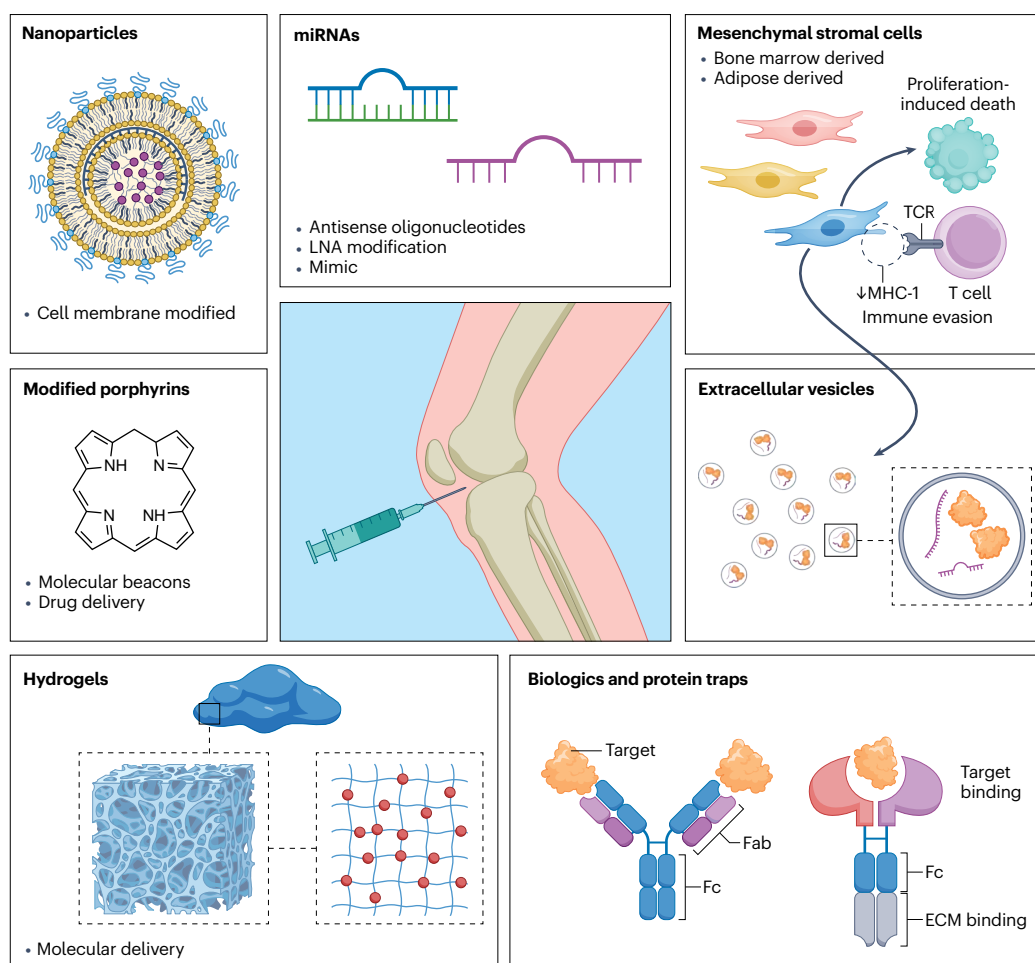 Nanoparticles
• Cell membrane modified
miRNAs
• Antisense oligonucleotides
• LNA modification
• Mimic
Mesenchymal stromal cells
• Bone marrow derived
• Adipose derived
Proliferation-
induced death
TCR
↓MHC-1
T cell
Immune evasion
Modified porphyrins
NH
N
N
NH
• Molecular beacons
• Drug delivery
Extracellular vesicles
Hydrogels
• Molecular delivery
Biologics and protein traps
Target
Fab
Fc
Target
binding
Fc
ECM binding